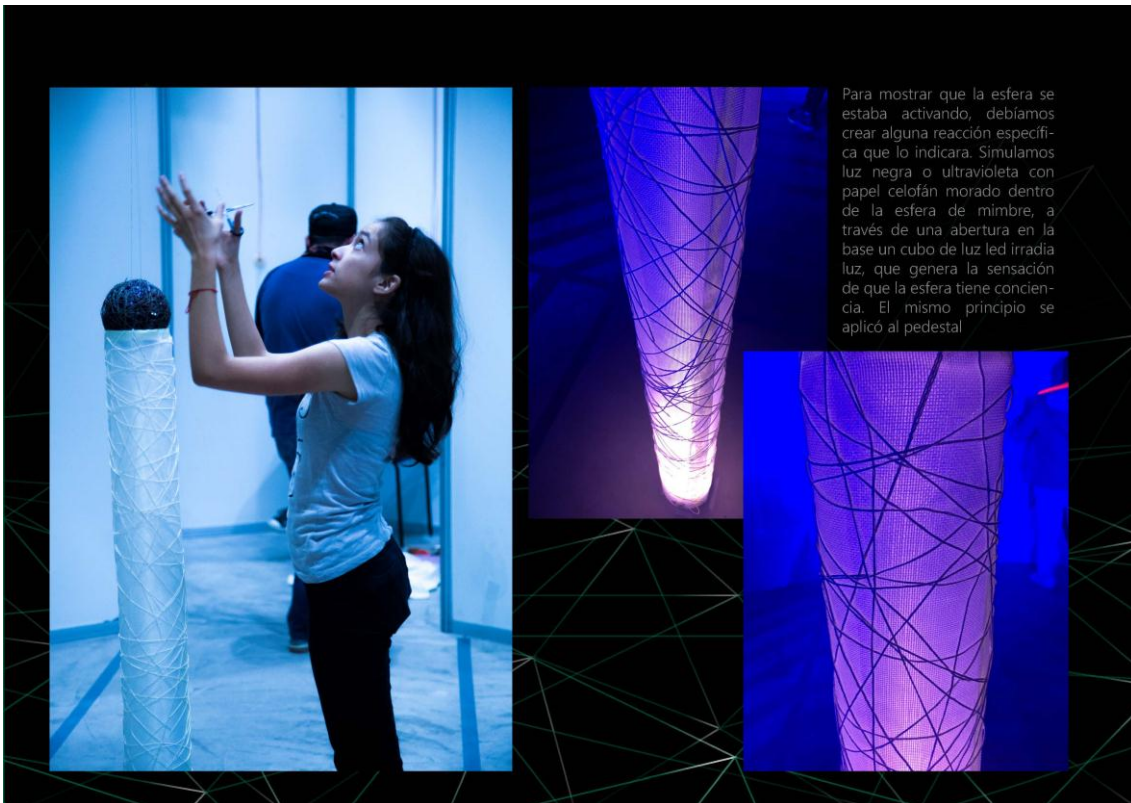 Para mostrar que la esfera se
estaba activando, debíamos
crear alguna reacción específi-
ca que lo indicara. Simulamos
luz negra o ultravioleta con
papel celofán morado dentro
de la esfera de mimbre, a
través de una abertura en la
base un cubo de luz led irradia
luz, que genera la sensación
de que la esfera tiene concien-
cia. El mismo principio se
aplicó al pedestal